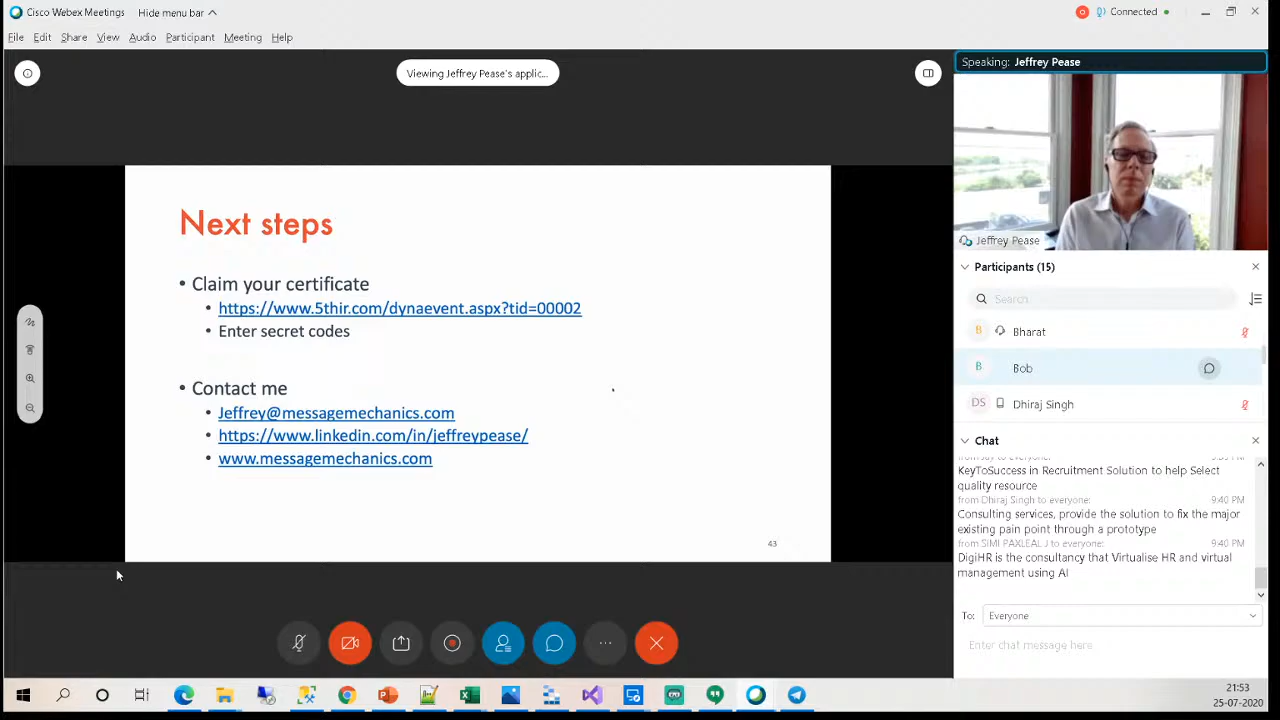 Cisco Webex Meetings
Hide menu bar
Connected
File Edit Share View Audio Participant Meeting Help
Viewing Jeffrey Pease's applic...
Speaking: Jeffrey Pease
Jeffrey Pease
Next steps
• Claim your certificate
• https://www.5thir.com/dynaevent.aspx?tid=00002
• Enter secret codes
• Contact me
• Jeffrey@messagemechanics.com
• https://www.linkedin.com/in/jeffreypease/
• www.messagemechanics.com
43
Participants (15)
Search
B Bharat
B Bob
DS Dhiraj Singh
Chat
KeyToSuccess in Recruitment Solution to help Select
quality resource
from Dhiraj Singh to everyone: 9:40 PM
Consulting services, provide the solution to fix the major
existing pain point through a prototype
from SIMI PAXLEAL J to everyone: 9:40 PM
DigiHR is the consultancy that Virtualise HR and virtual
management using AI
To: Everyone
Enter chat message here
21:53
25-07-2020